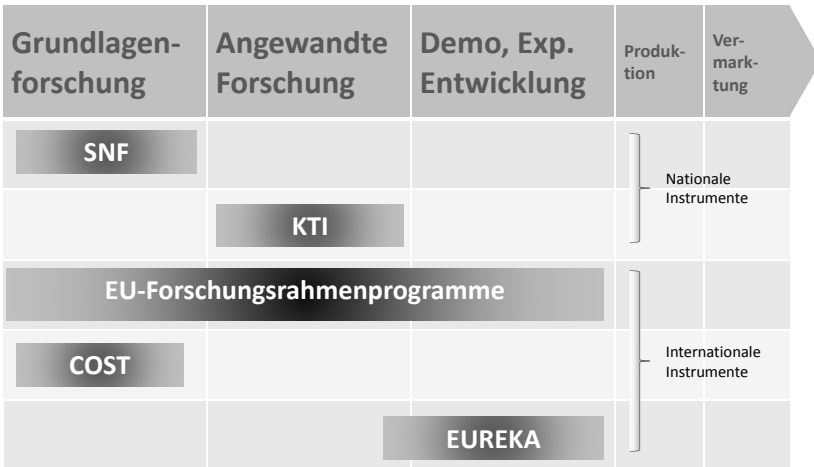 Grundlagen-
forschung
Angewandte
Forschung
Demo, Exp.
Entwicklung
Produk-
tion
Ver-
mark-
tung
SNF
Nationale
Instrumente
KTI
EU-Forschungsrahmenprogramme
COST
Internationale
Instrumente
EUREKA